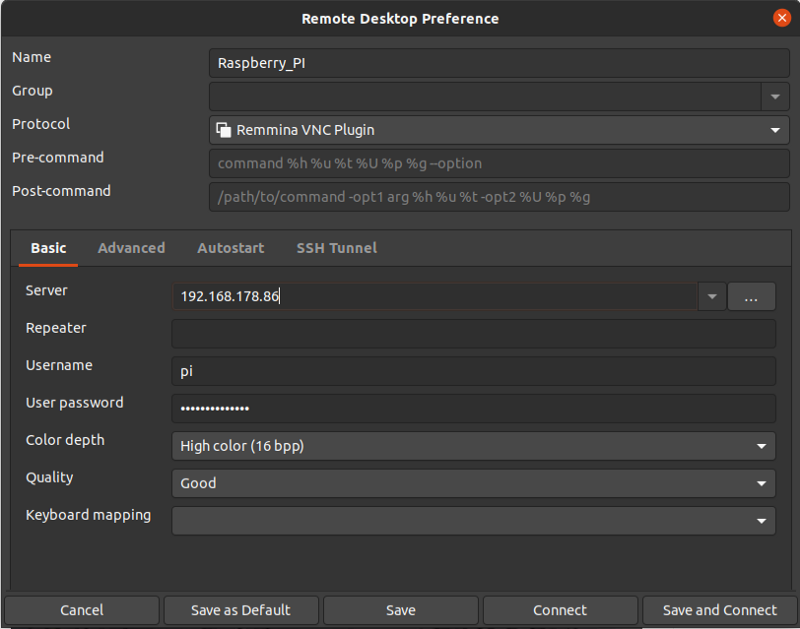 Remote Desktop Preference
Name Raspberry_PI
Group
Protocol Remmina VNC Plugin
Pre-command command %h %u %t %U %p %g --option
Post-command /path/to/command -opt1 arg %h %u %t -opt2 %U %p %g
Basic Advanced Autostart SSH Tunnel
Server 192.168.178.86 ...
Repeater
Username pi
User password ••••••••••••••
Color depth High color (16 bpp)
Quality Good
Keyboard mapping
Cancel Save as Default Save Connect Save and Connect